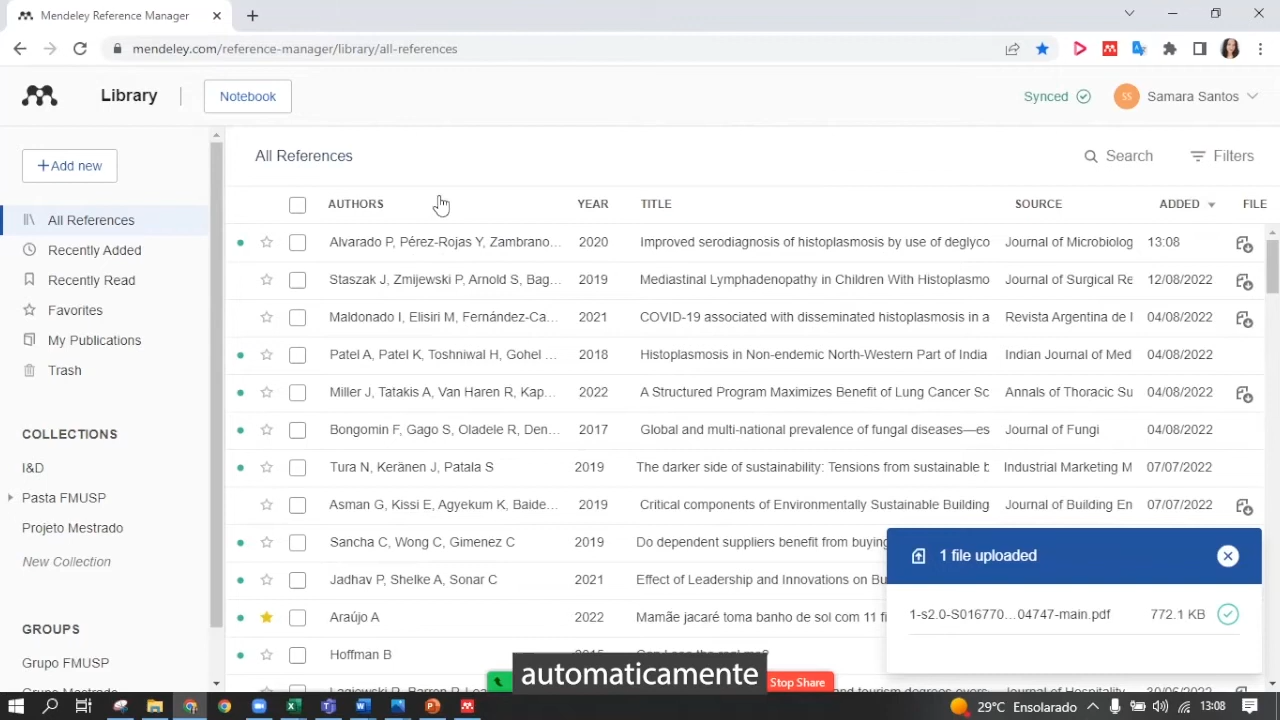 Mendeley Reference Manager
mendeley.com/reference-manager/library/all-references
Library
Notebook
Synced
SS
Samara Santos
+Add new
All References
Recently Added
Recently Read
Favorites
My Publications
Trash
COLLECTIONS
I&D
Pasta FMUSP
Projeto Mestrado
New Collection
GROUPS
Grupo FMUSP
All References
Search
Filters
AUTHORS YEAR TITLE SOURCE ADDED FILE
Alvarado P, Pérez-Rojas Y, Zambrano... 2020 Improved serodiagnosis of histoplasmosis by use of deglyco Journal of Microbiolog 13:08
Staszak J, Zmijewski P, Arnold S, Bag... 2019 Mediastinal Lymphadenopathy in Children With Histoplasmo Journal of Surgical Re 12/08/2022
Maldonado I, Elisiri M, Fernández-Ca... 2021 COVID-19 associated with disseminated histoplasmosis in a Revista Argentina de 04/08/2022
Patel A, Patel K, Toshniwal H, Gohel ... 2018 Histoplasmosis in Non-endemic North-Western Part of India Indian Journal of Med 04/08/2022
Miller J, Tatakis A, Van Haren R, Kap... 2022 A Structured Program Maximizes Benefit of Lung Cancer Sc Annals of Thoracic Su 04/08/2022
Bongomin F, Gago S, Oladele R, Den... 2017 Global and multi-national prevalence of fungal diseases—es Journal of Fungi 04/08/2022
Tura N, Keränen J, Patala S 2019 The darker side of sustainability: Tensions from sustainable b Industrial Marketing M 07/07/2022
Asman G, Kissi E, Agyekum K, Baide... 2019 Critical components of Environmentally Sustainable Building Journal of Building En 07/07/2022
Sancha C, Wong C, Gimenez C 2019 Do dependent suppliers benefit from buying
Jadhav P, Shelke A, Sonar C 2021 Effect of Leadership and Innovations on Bu
Araújo A 2022 Mamãe jacaré toma banho de sol com 11 fi
Hoffman B
1 file uploaded
1-s2.0-S016770...04747-main.pdf 772.1 KB
automaticamente
Stop Share
29°C Ensolarado
13:08